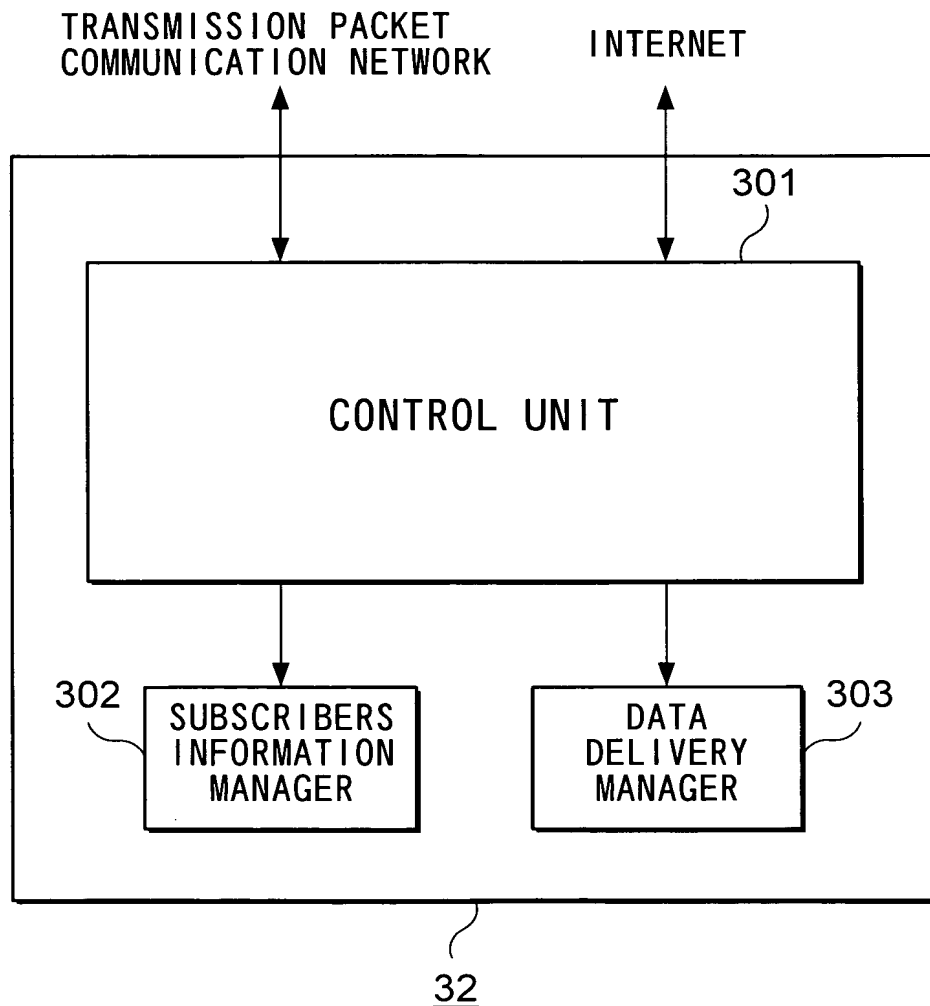 TRANSMISSION PACKET
COMMUNICATION NETWORK
INTERNET
301
CONTROL UNIT
302
SUBSCRIBERS
INFORMATION
MANAGER
DATA
DELIVERY
MANAGER
303
32